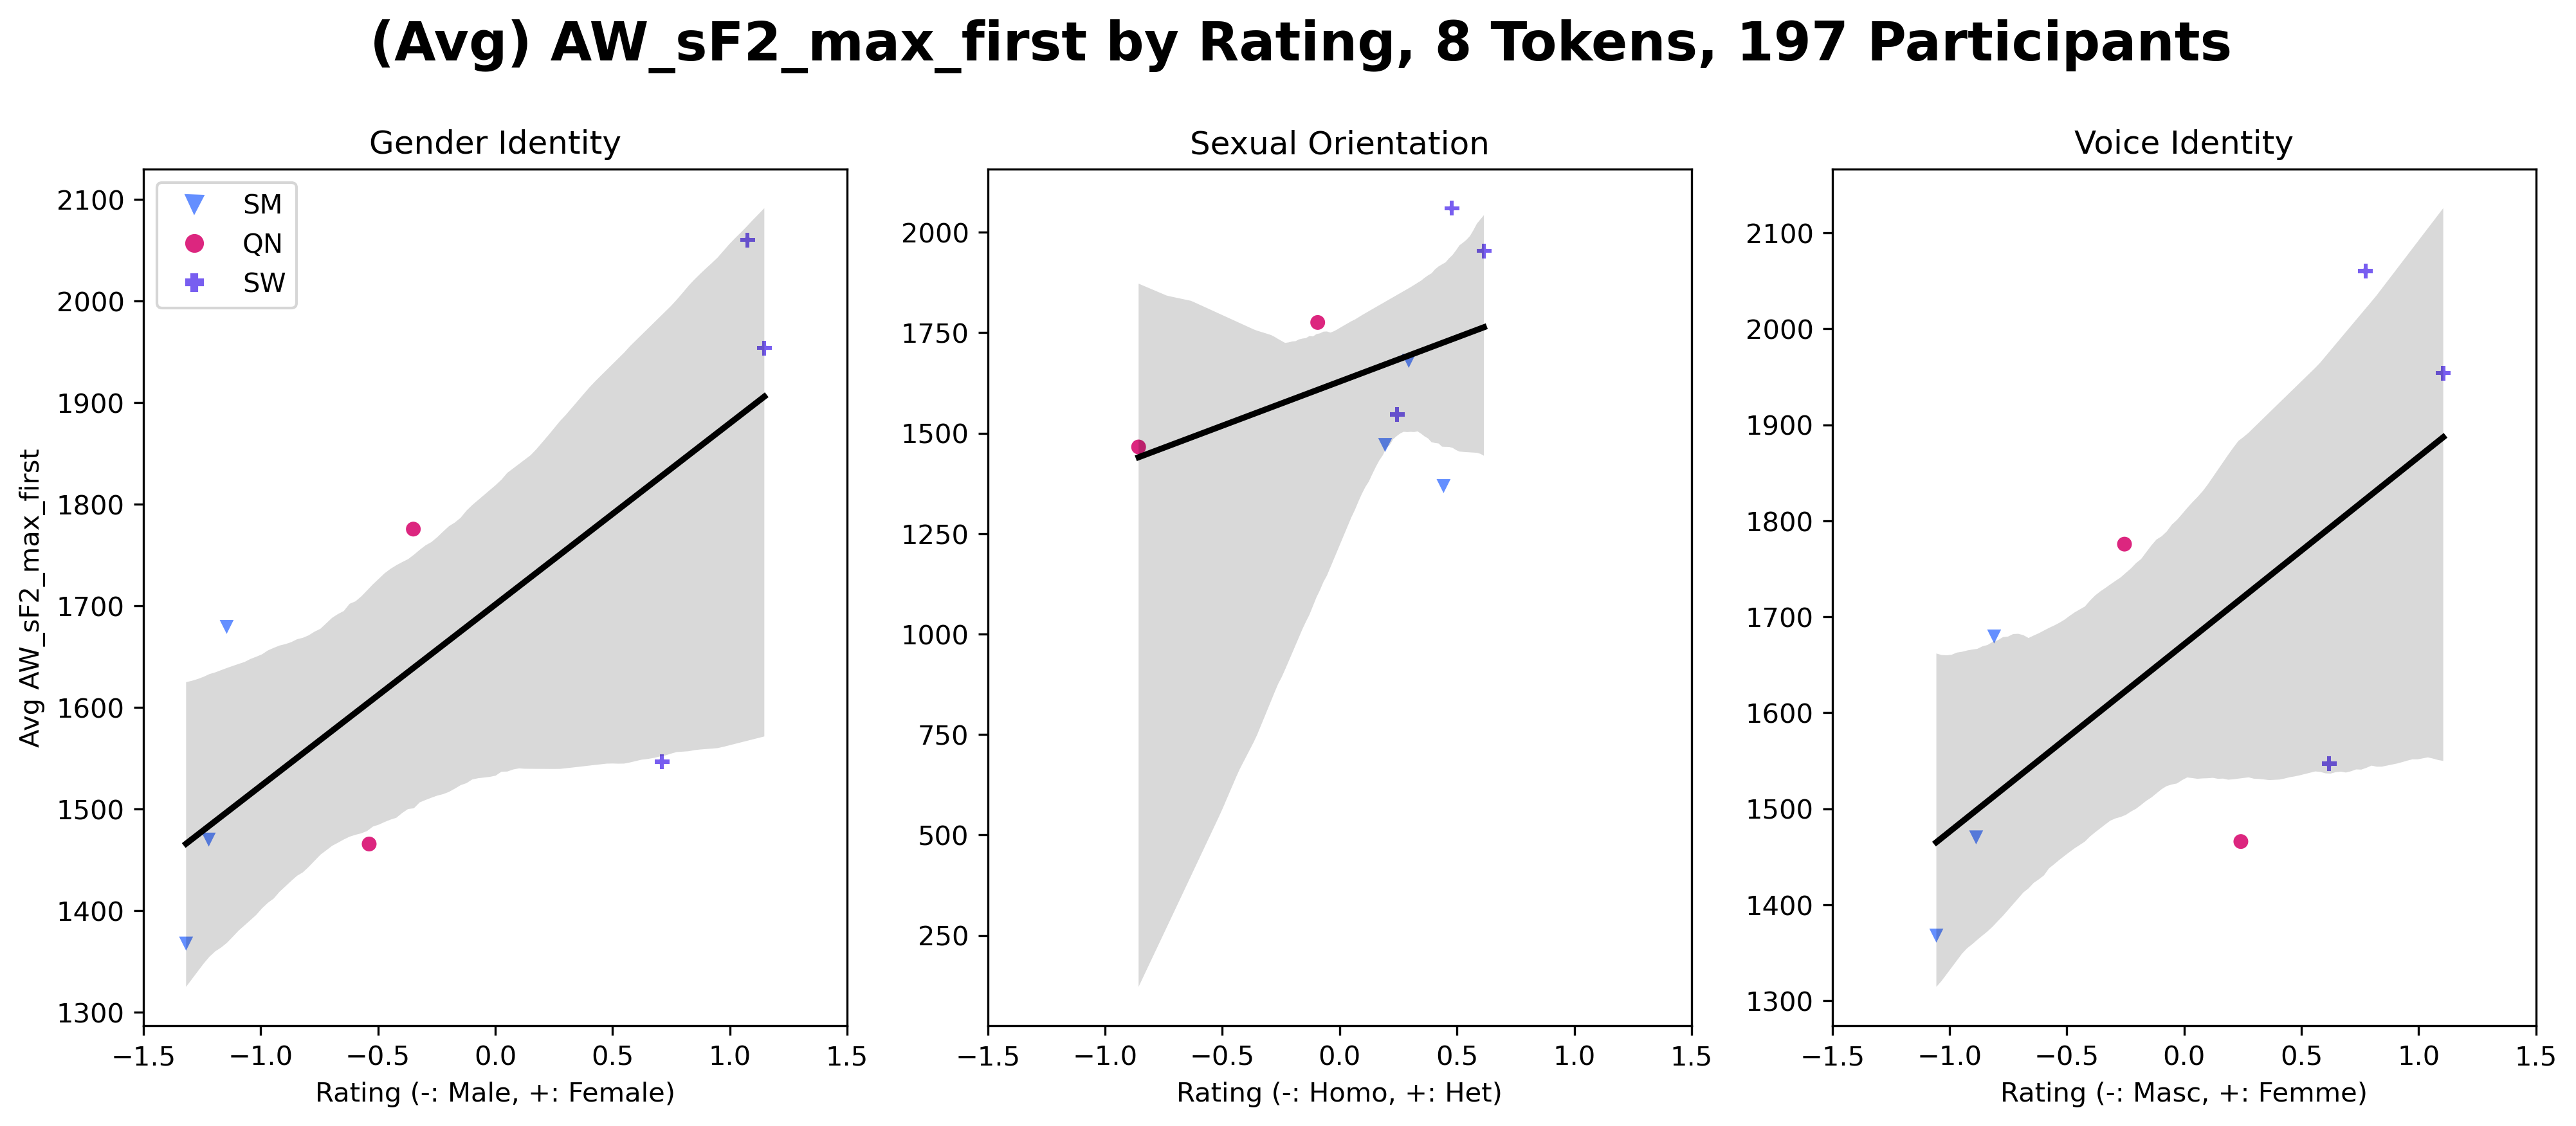 (Avg) AW_sF2_max_first by Rating, 8 Tokens, 197 Participants
Gender Identity
Avg AW_sF2_max_first
2100
2000
1900
1800
1700
1600
1500
1400
1300
SM
QN
SW
−1.5 −1.0 −0.5 0.0 0.5 1.0 1.5
Rating (-: Male, +: Female)
Sexual Orientation
2000
1750
1500
1250
1000
750
500
250
−1.5 −1.0 −0.5 0.0 0.5 1.0 1.5
Rating (-: Homo, +: Het)
Voice Identity
2100
2000
1900
1800
1700
1600
1500
1400
1300
−1.5 −1.0 −0.5 0.0 0.5 1.0 1.5
Rating (-: Masc, +: Femme)